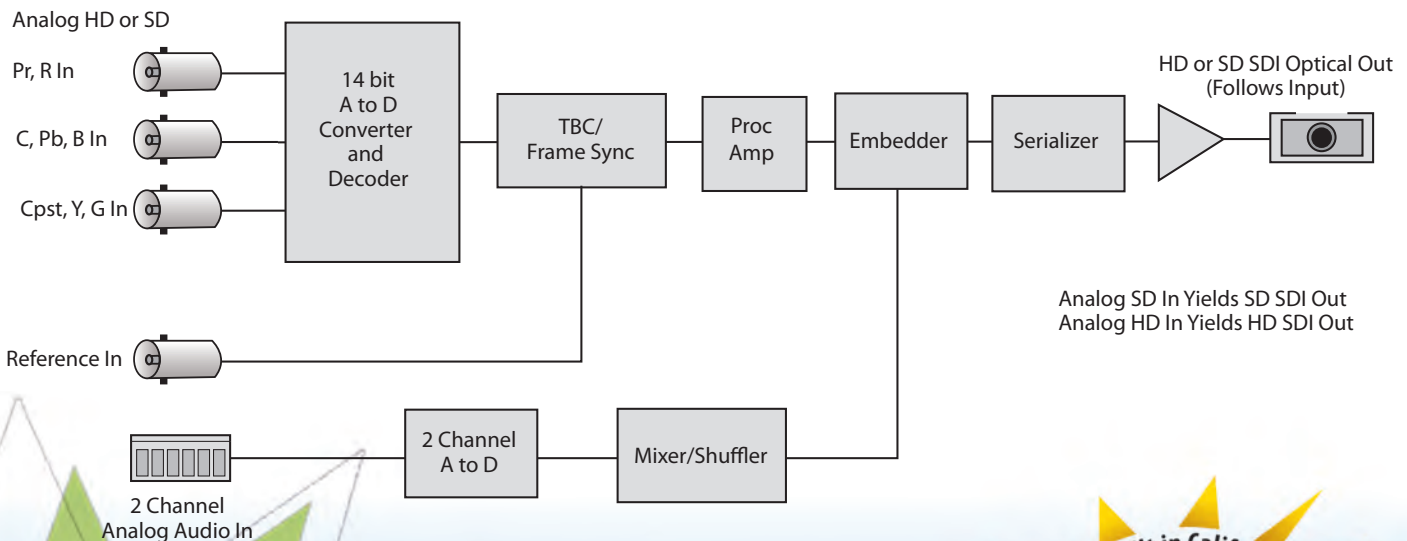 Analog HD or SD
Pr, R In
C, Pb, B In
Cpst, Y, G In
14 bit
A to D
Converter
and
Decoder
TBC/
Frame Sync
Proc
Amp
Embedder
Serializer
HD or SD SDI Optical Out
(Follows Input)
Analog SD In Yields SD SDI Out
Analog HD In Yields HD SDI Out
Reference In
2 Channel
Analog Audio In
2 Channel
A to D
Mixer/Shuffler
in Calif